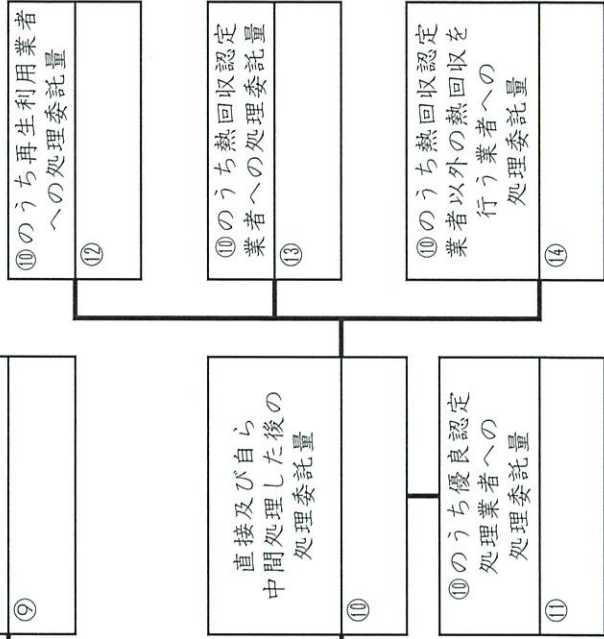 ⑨
直接及び自ら
中間処理した後の
処理委託量
⑩
⑩のうち優良認定
処理業者への
処理委託量
⑪
⑩のうち再生利用業者
への処理委託量
⑫
⑩のうち熱回収認定
業者への処理委託量
⑬
⑩のうち熱回収認定
業者以外の熱回収を
行う業者への
処理委託量
⑭